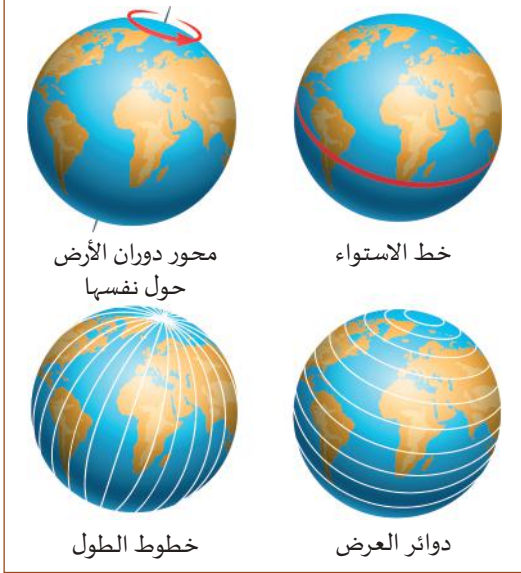 خط الاستواء
محور دوران الأرض
حول نفسها
دوائر العرض
خطوط الطول